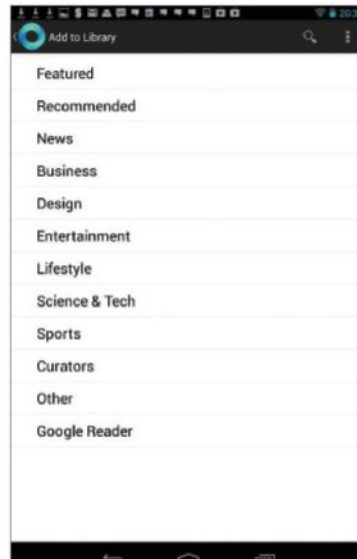 Add to Library
Featured
Recommended
News
Business
Design
Entertainment
Lifestyle
Science & Tech
Sports
Curators
Other
Google Reader